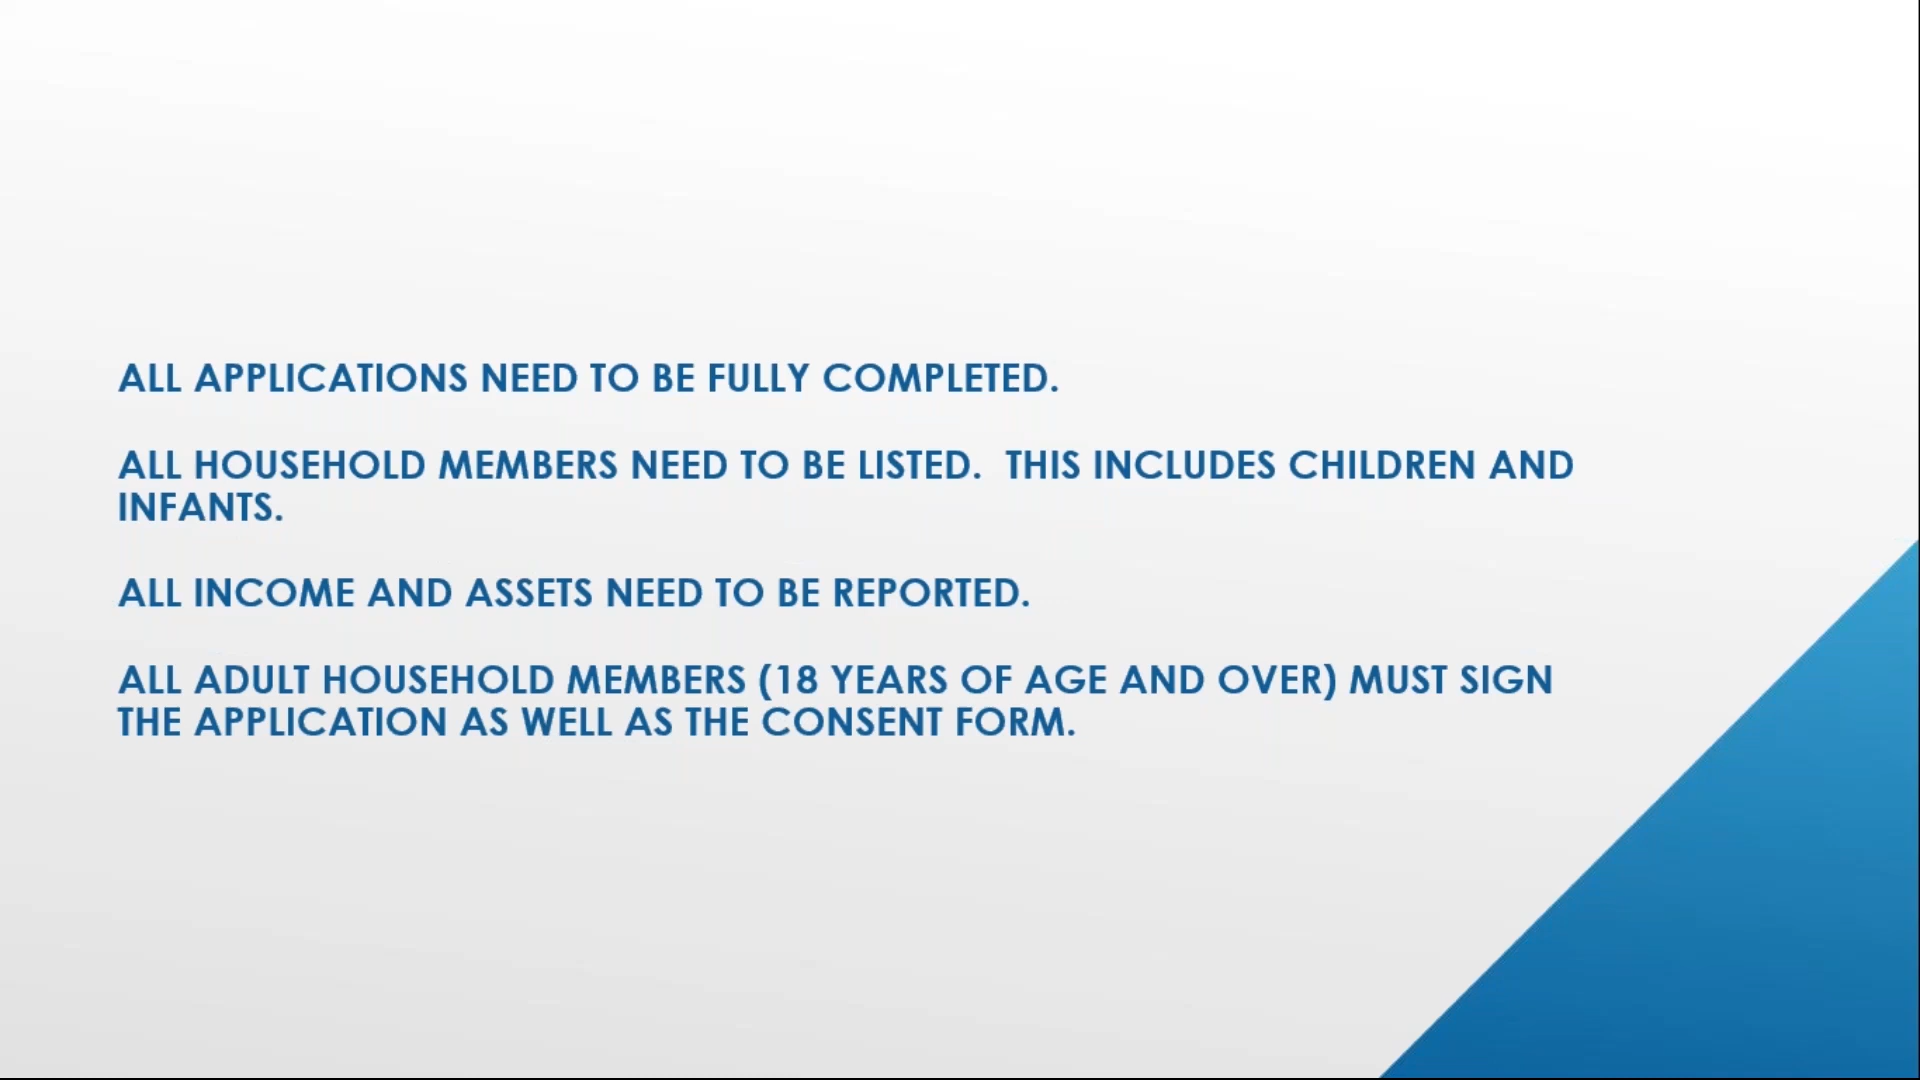 ALL APPLICATIONS NEED TO BE FULLY COMPLETED.
ALL HOUSEHOLD MEMBERS NEED TO BE LISTED.  THIS INCLUDES CHILDREN AND
INFANTS.
ALL INCOME AND ASSETS NEED TO BE REPORTED.
ALL ADULT HOUSEHOLD MEMBERS (18 YEARS OF AGE AND OVER) MUST SIGN
THE APPLICATION AS WELL AS THE CONSENT FORM.